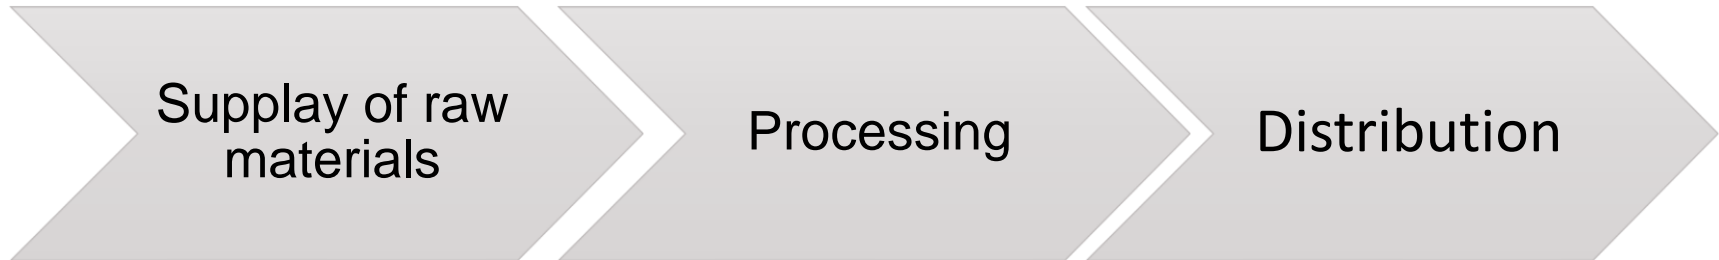 Supplay of raw
materials
Processing
Distribution